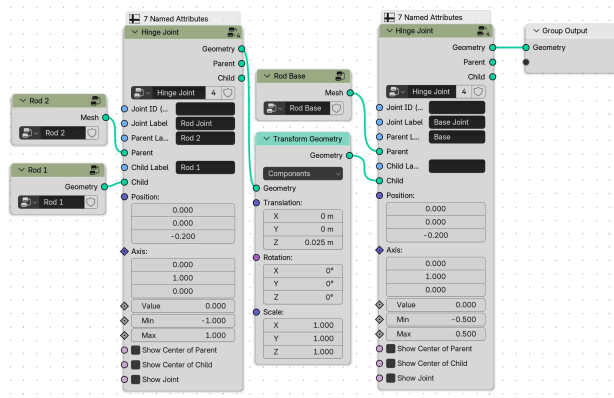 Rod 2
Mesh
Rod 2
Rod 1
Geometry
Rod 1
7 Named Attributes
Hinge Joint
Geometry
Parent
Child
Hinge Joint 4
Joint ID (...
Joint Label Rod Joint
Parent La... Rod 2
Parent
Child Label Rod 1
Child
Position:
0.000
0.000
-0.200
Axis:
0.000
1.000
0.000
Value 0.000
Min -1.000
Max 1.000
Show Center of Parent
Show Center of Child
Show Joint
Rod Base
Mesh
Rod Base
Transform Geometry
Geometry
Components
Geometry
Translation:
X 0 m
Y 0 m
Z 0.025 m
Rotation:
X 0°
Y 0°
Z 0°
Scale:
X 1.000
Y 1.000
Z 1.000
7 Named Attributes
Hinge Joint
Geometry
Parent
Child
Hinge Joint 4
Joint ID (...
Joint Label Base Joint
Parent L... Base
Parent
Child La...
Child
Position:
0.000
0.000
-0.200
Axis:
0.000
1.000
0.000
Value 0.000
Min -0.500
Max 0.500
Show Center of Parent
Show Center of Child
Show Joint
Group Output
Geometry